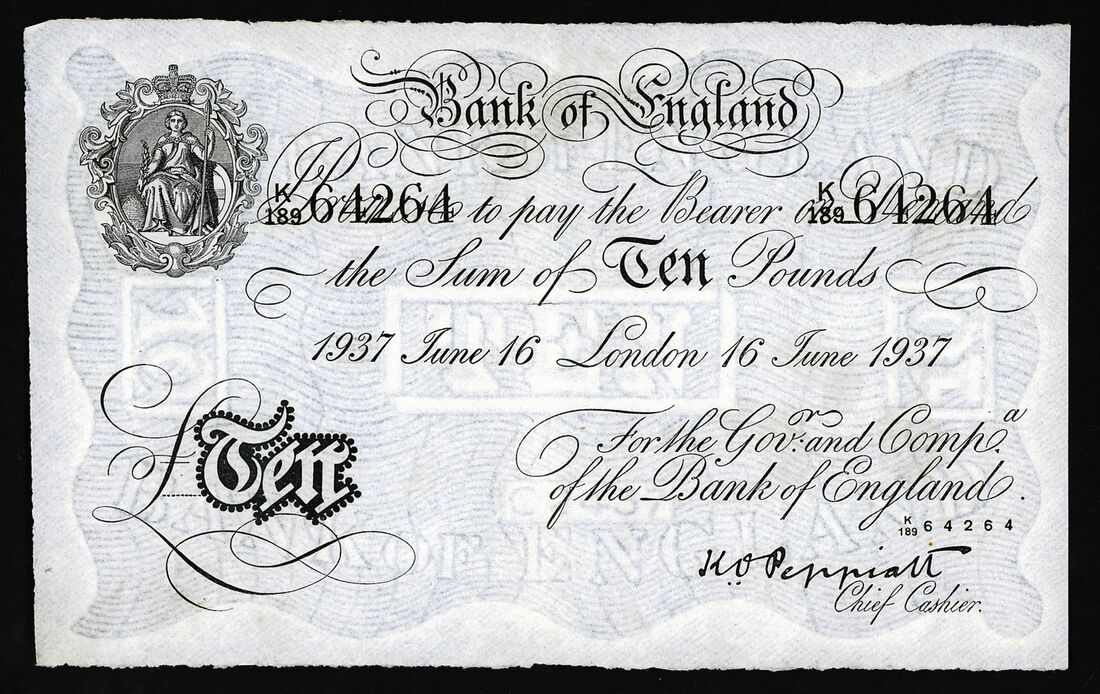 Bank of England
K
189 64264
K
189 64264
Promise to pay the Bearer on Demand
the Sum of Ten Pounds
1937 June 16 London 16 June 1937
£Ten
For the Govr. and Compa.
of the Bank of England.
K
189 64264
K.O. Peppiatt
Chief Cashier.